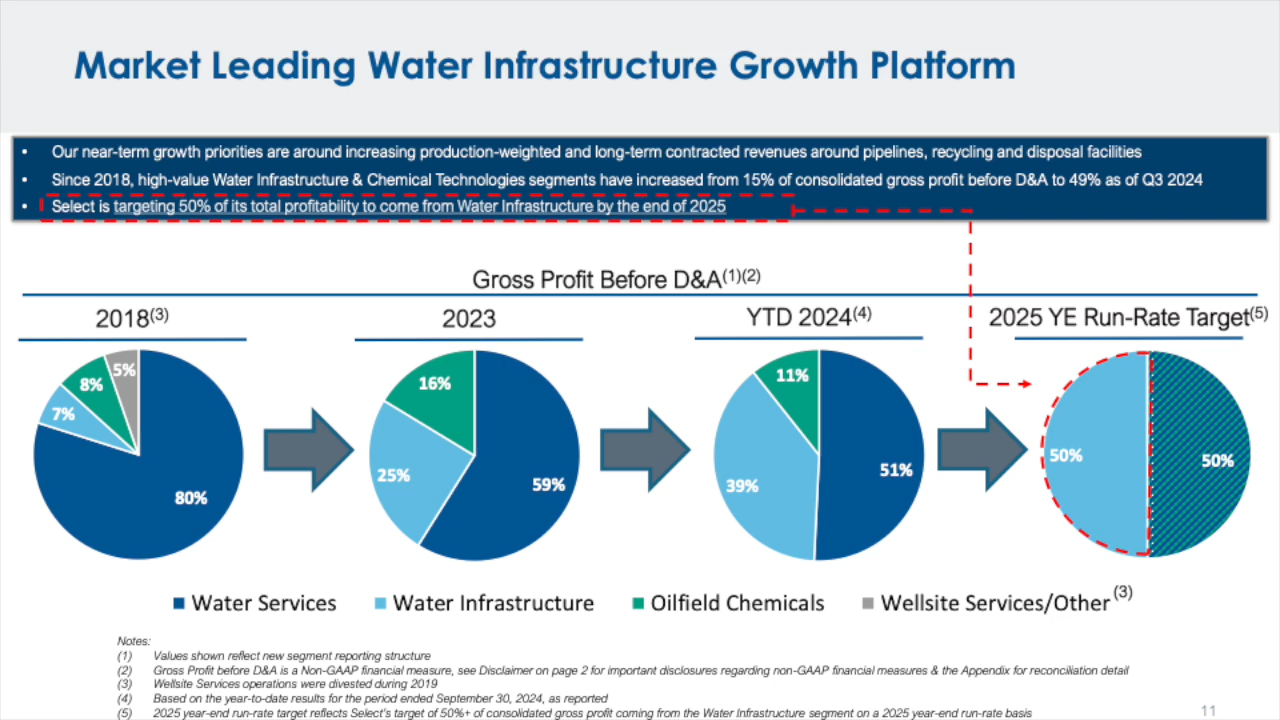 Market Leading Water Infrastructure Growth Platform
• Our near-term growth priorities are around increasing production-weighted and long-term contracted revenues around pipelines, recycling and disposal facilities
• Since 2018, high-value Water Infrastructure & Chemical Technologies segments have increased from 15% of consolidated gross profit before D&A to 49% as of Q3 2024
• Select is targeting 50% of its total profitability to come from Water Infrastructure by the end of 2025
Gross Profit Before D&A(1)(2)
2018(3)
2023
YTD 2024(4)
2025 YE Run-Rate Target(5)
5%
8%
7%
80%
16%
25%
59%
11%
39%
51%
50%
50%
Water Services
Water Infrastructure
Oilfield Chemicals
Wellsite Services/Other (3)
Notes:
(1) Values shown reflect new segment reporting structure
(2) Gross Profit before D&A is a Non-GAAP financial measure, see Disclaimer on page 2 for important disclosures regarding non-GAAP financial measures & the Appendix for reconciliation detail
(3) Wellsite Services operations were divested during 2019
(4) Based on the year-to-date results for the period ended September 30, 2024, as reported
(5) 2025 year-end run-rate target reflects Select's target of 50%+ of consolidated gross profit coming from the Water Infrastructure segment on a 2025 year-end run-rate basis
11